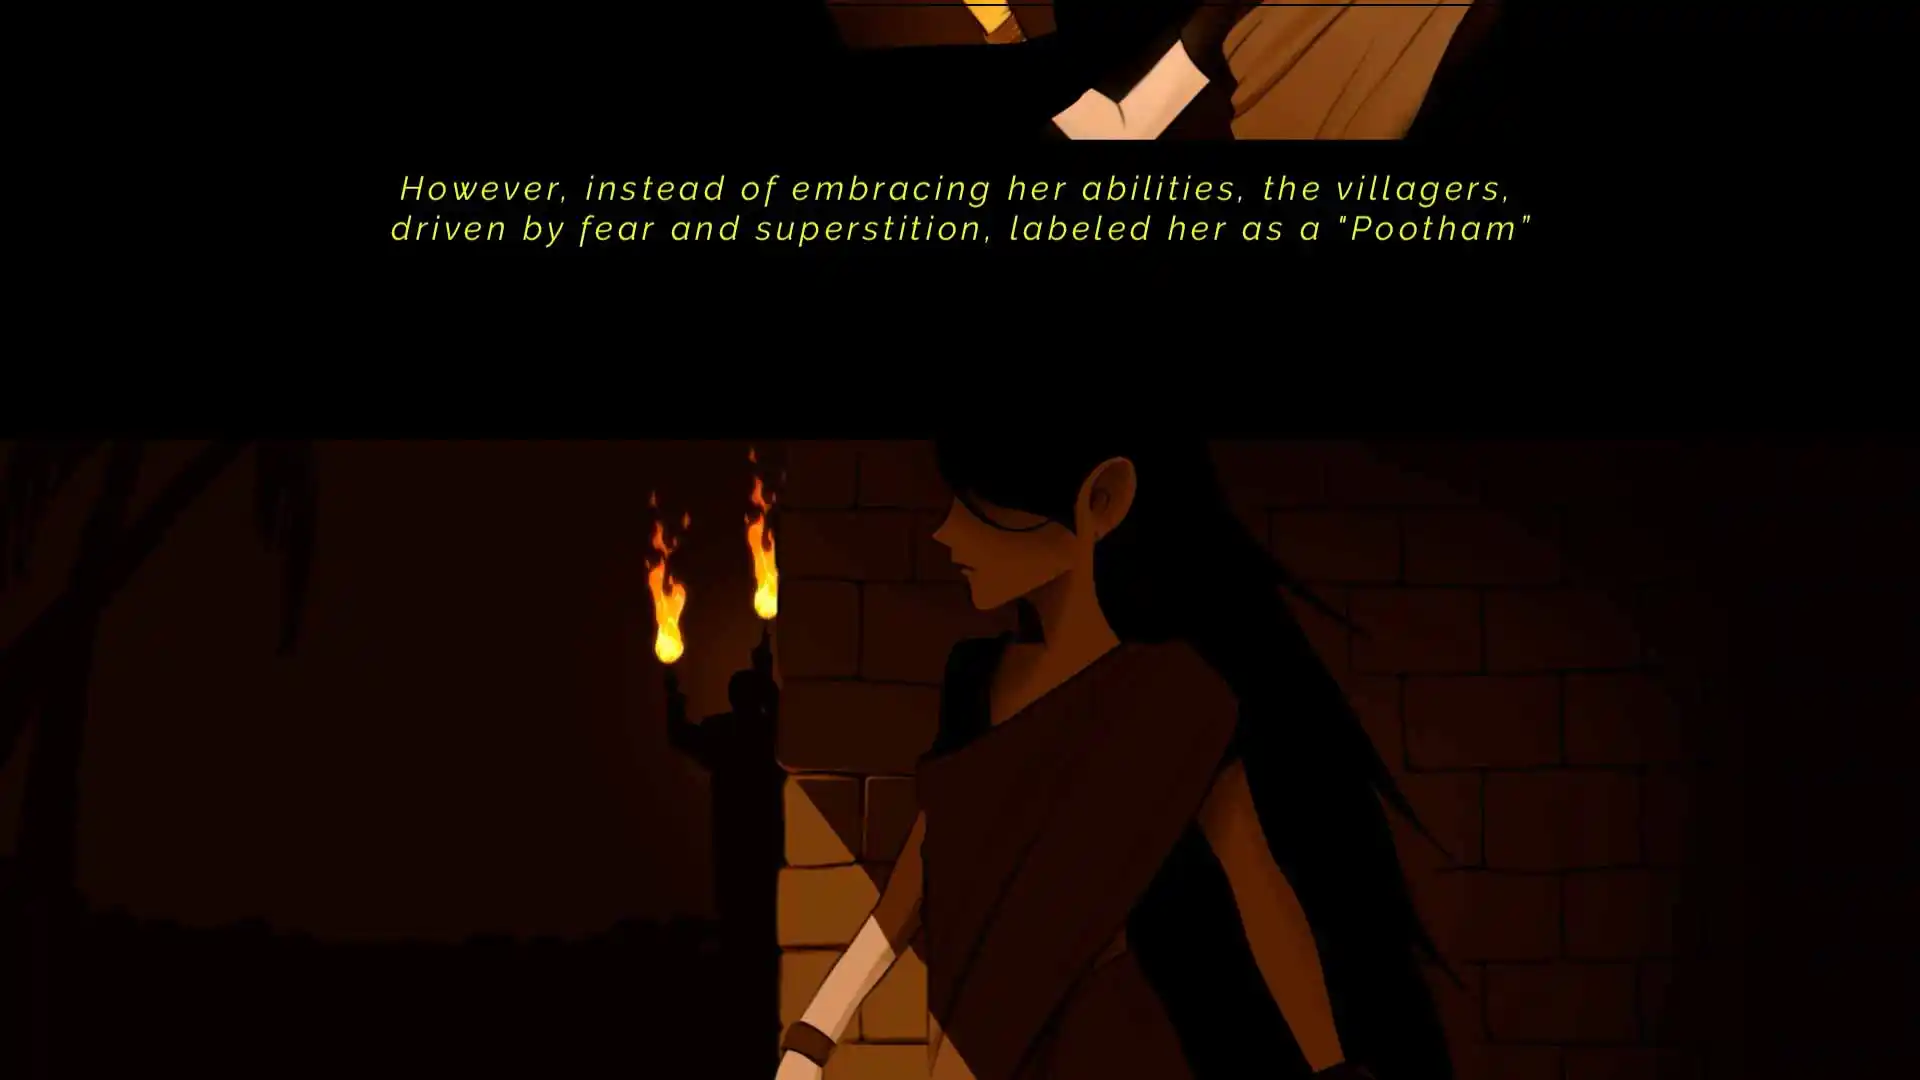 However, instead of embracing her abilities, the villagers,
driven by fear and superstition, labeled her as a "Pootham”